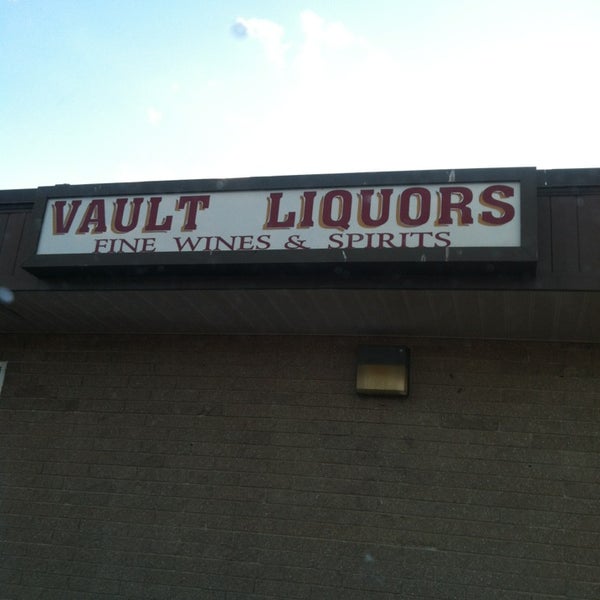 VAULT LIQUORS
FINE WINES & SPIRITS